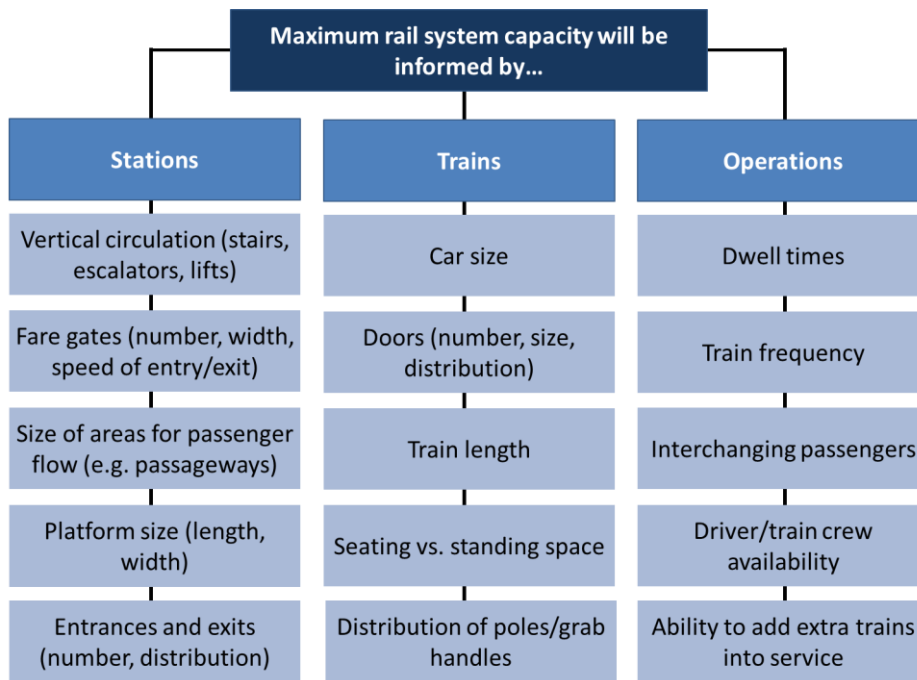 Maximum rail system capacity will be
informed by…
Stations
Vertical circulation (stairs,
escalators, lifts)
Fare gates (number, width,
speed of entry/exit)
Size of areas for passenger
flow (e.g. passageways)
Platform size (length,
width)
Entrances and exits
(number, distribution)
Trains
Car size
Doors (number, size,
distribution)
Train length
Seating vs. standing space
Distribution of poles/grab
handles
Operations
Dwell times
Train frequency
Interchanging passengers
Driver/train crew
availability
Ability to add extra trains
into service